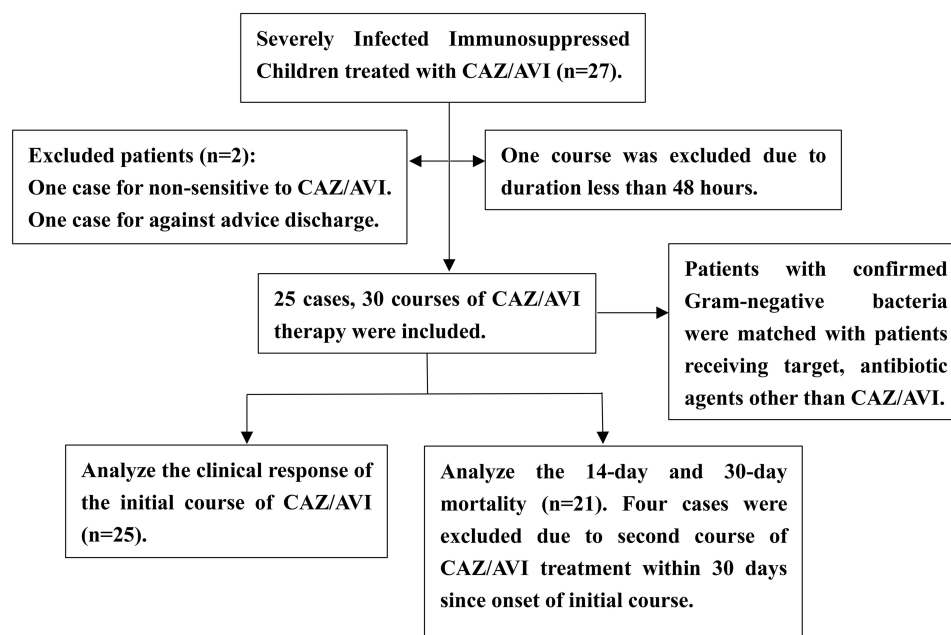 Severely Infected Immunosuppressed
Children treated with CAZ/AVI (n=27).
Excluded patients (n=2):
One case for non-sensitive to CAZ/AVI.
One case for against advice discharge.
One course was excluded due to
duration less than 48 hours.
25 cases, 30 courses of CAZ/AVI
therapy were included.
Patients with confirmed
Gram-negative bacteria
were matched with patients
receiving target, antibiotic
agents other than CAZ/AVI.
Analyze the clinical response of
the initial course of CAZ/AVI
(n=25).
Analyze the 14-day and 30-day
mortality (n=21). Four cases were
excluded due to second course of
CAZ/AVI treatment within 30 days
since onset of initial course.